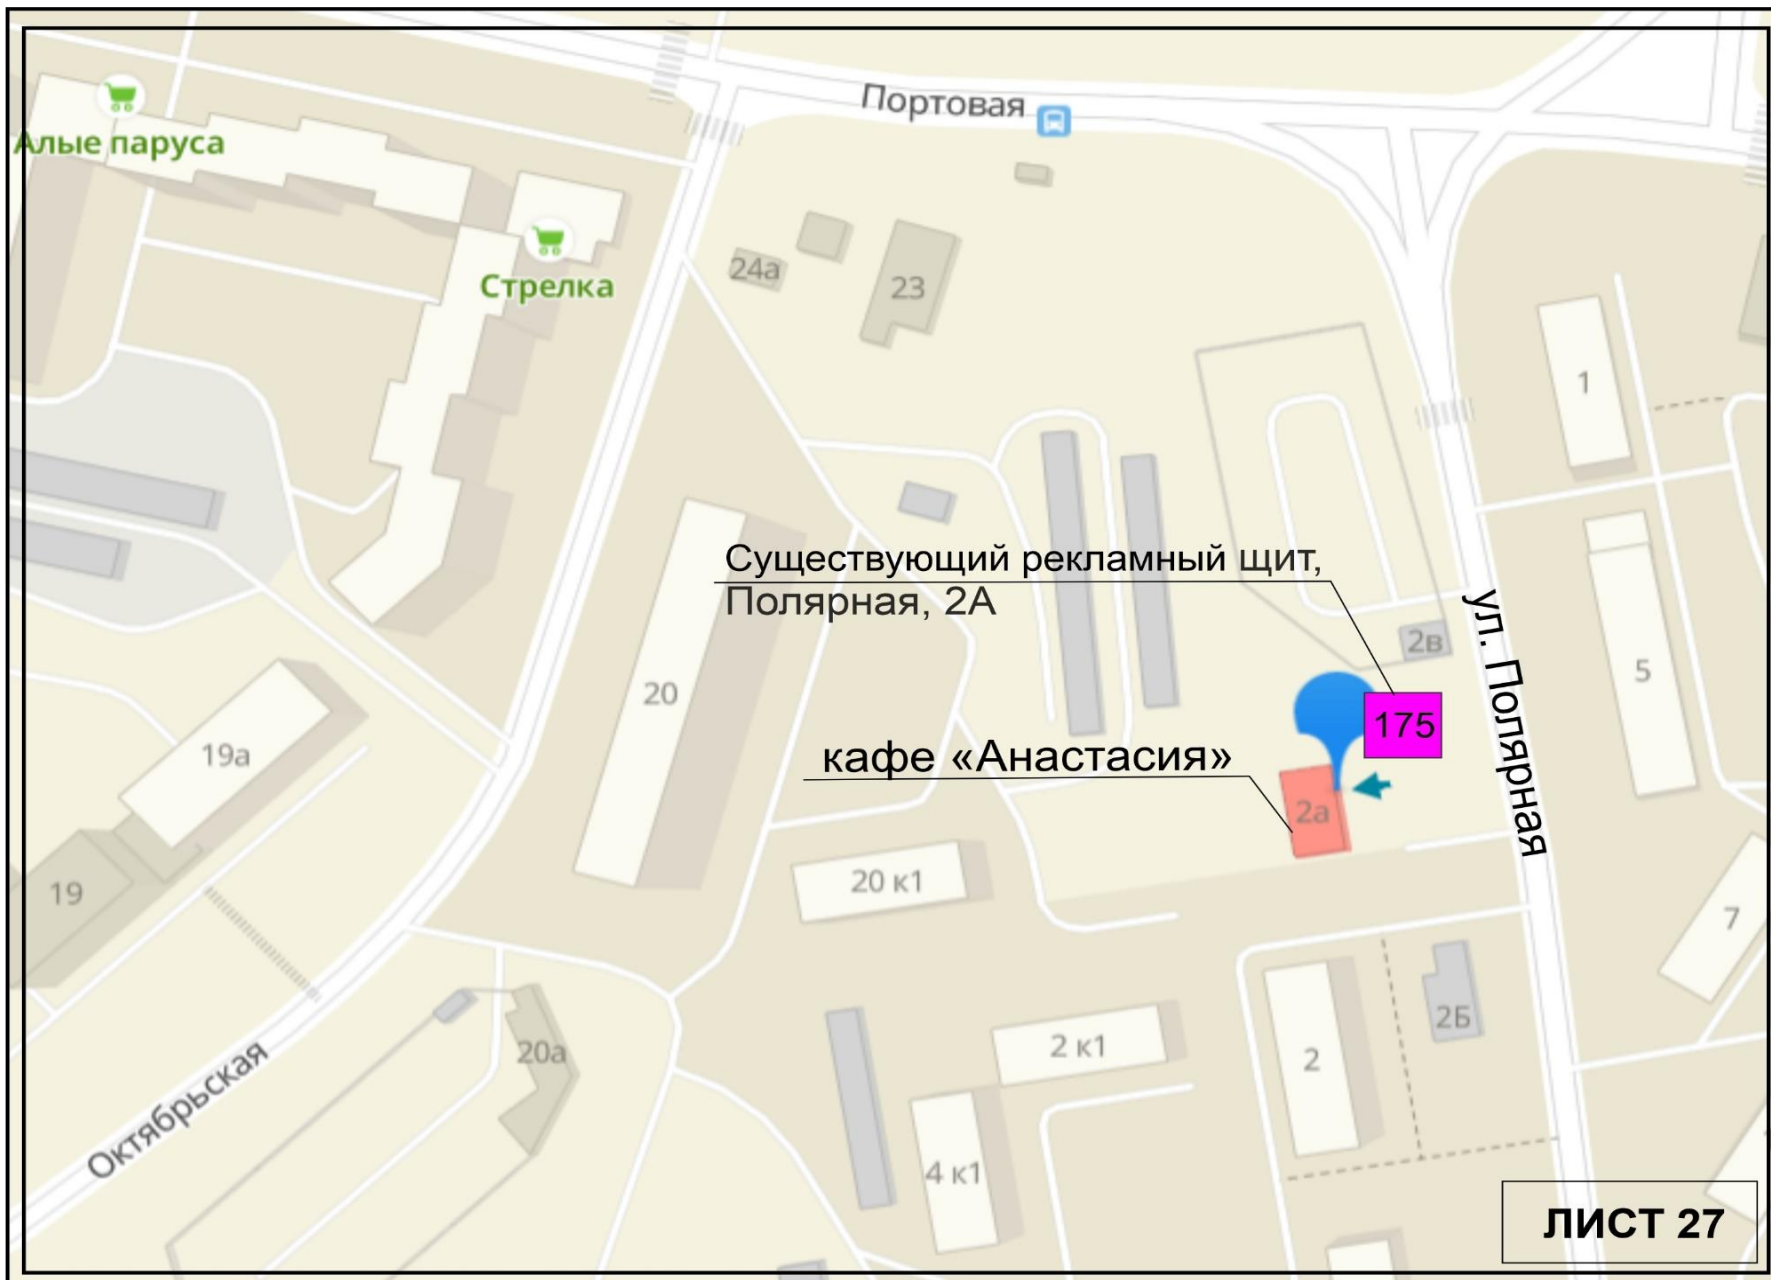 Портовая
Алые паруса
Стрелка
24а
23
1
Существующий рекламный щит,
Полярная, 2А
ул. Полярная
2в
5
20
175
19а
кафе «Анастасия»
2а
20 к1
19
7
2Б
20а
2 к1
2
Октябрьская
4 к1
ЛИСТ 27